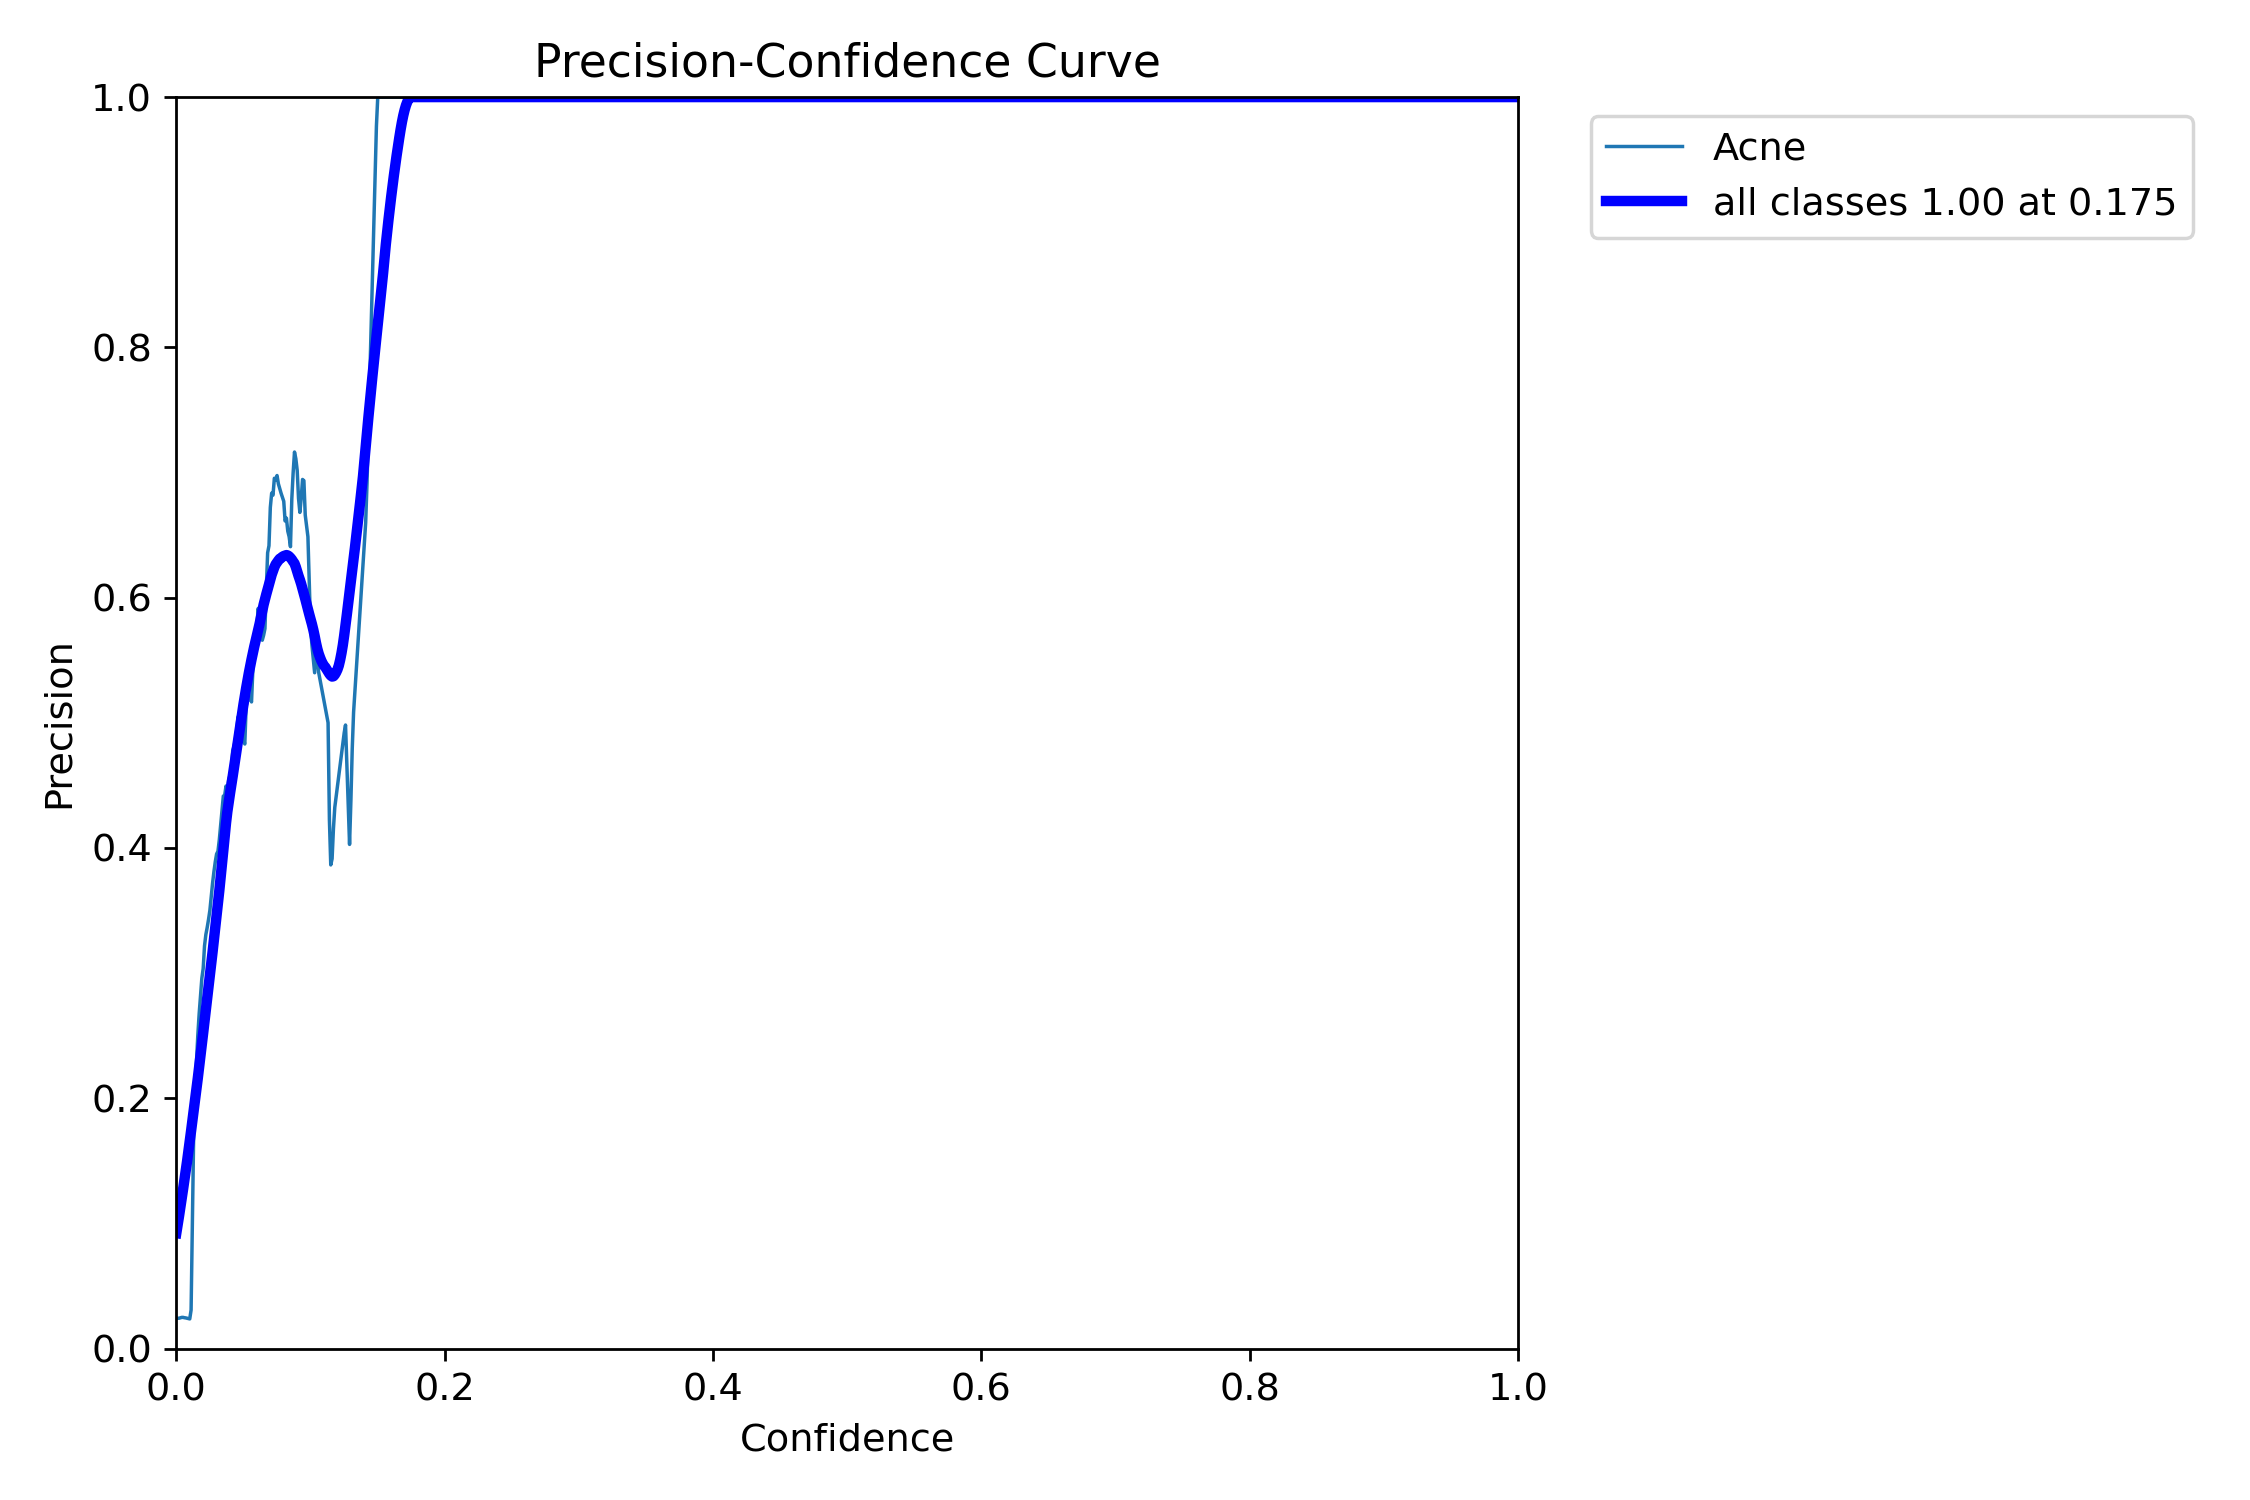 Precision-Confidence Curve
1.0
0.8
0.6
0.4
0.2
0.0
Precision
0.0 0.2 0.4 0.6 0.8 1.0
Confidence
Acne
all classes 1.00 at 0.175